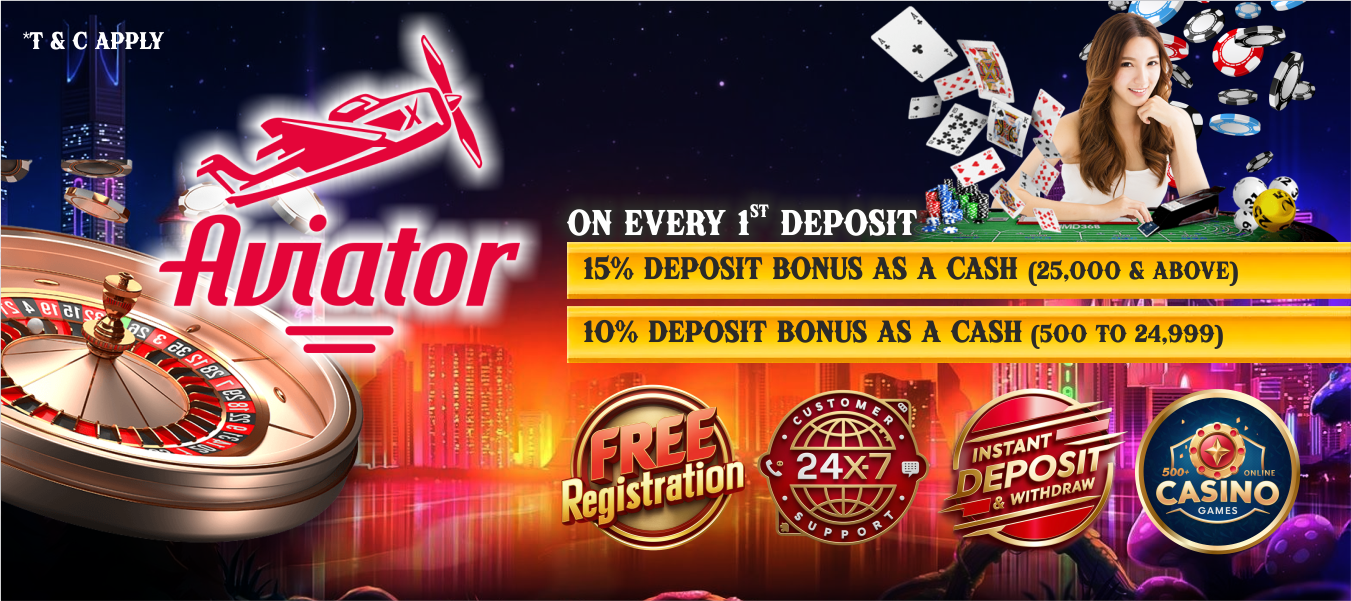 *T & C APPLY
X
Aviator
ON EVERY 1ST DEPOSIT
15% DEPOSIT BONUS AS A CASH (25,000 & ABOVE)
10% DEPOSIT BONUS AS A CASH (500 TO 24,999)
FREE
Registration
CUSTOMER
24X7
SUPPORT
INSTANT
DEPOSIT
& WITHDRAW
500+ ONLINE
CASINO
GAMES